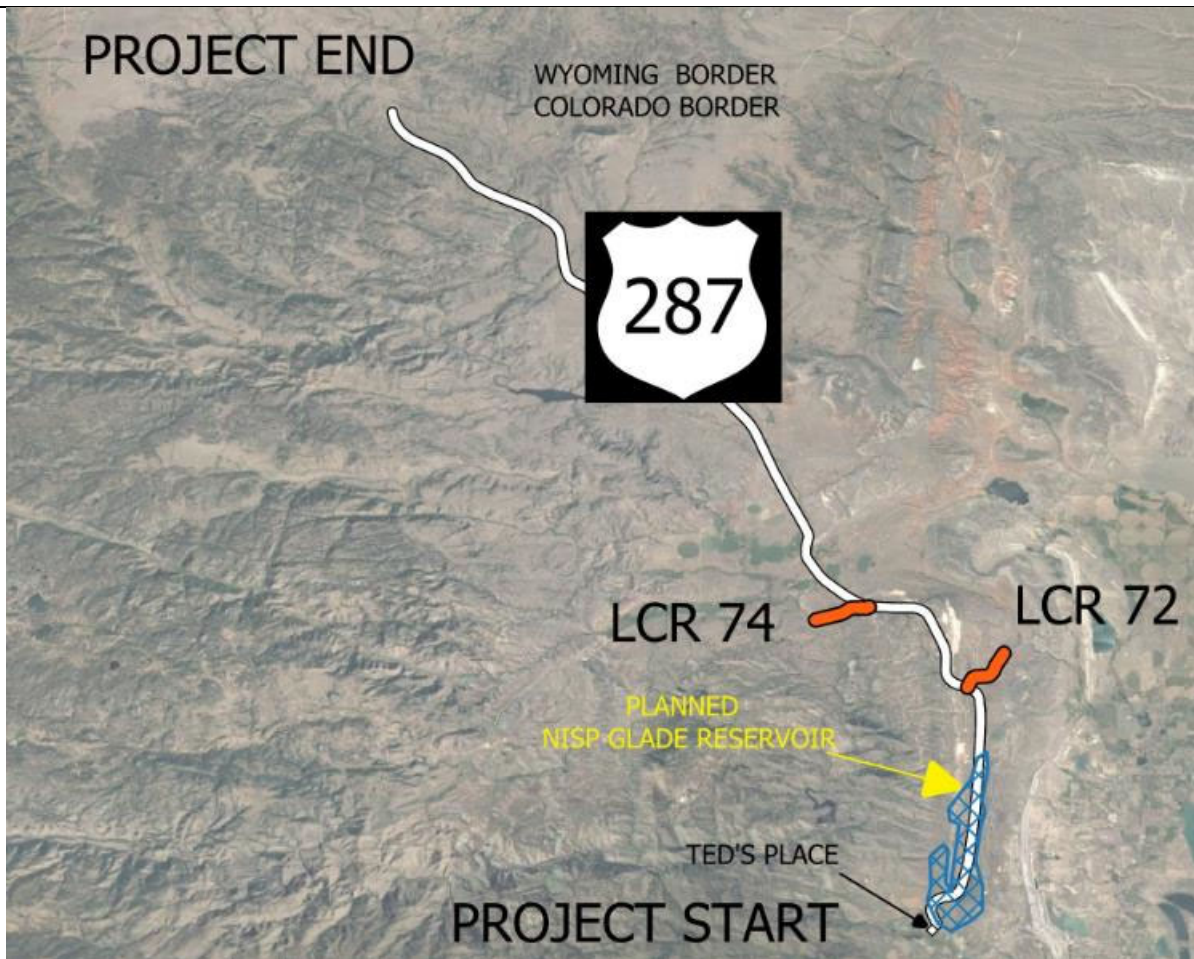 PROJECT END
WYOMING BORDER
COLORADO BORDER
287
LCR 74
LCR 72
PLANNED
NISP GLADE RESERVOIR
TED'S PLACE
PROJECT START